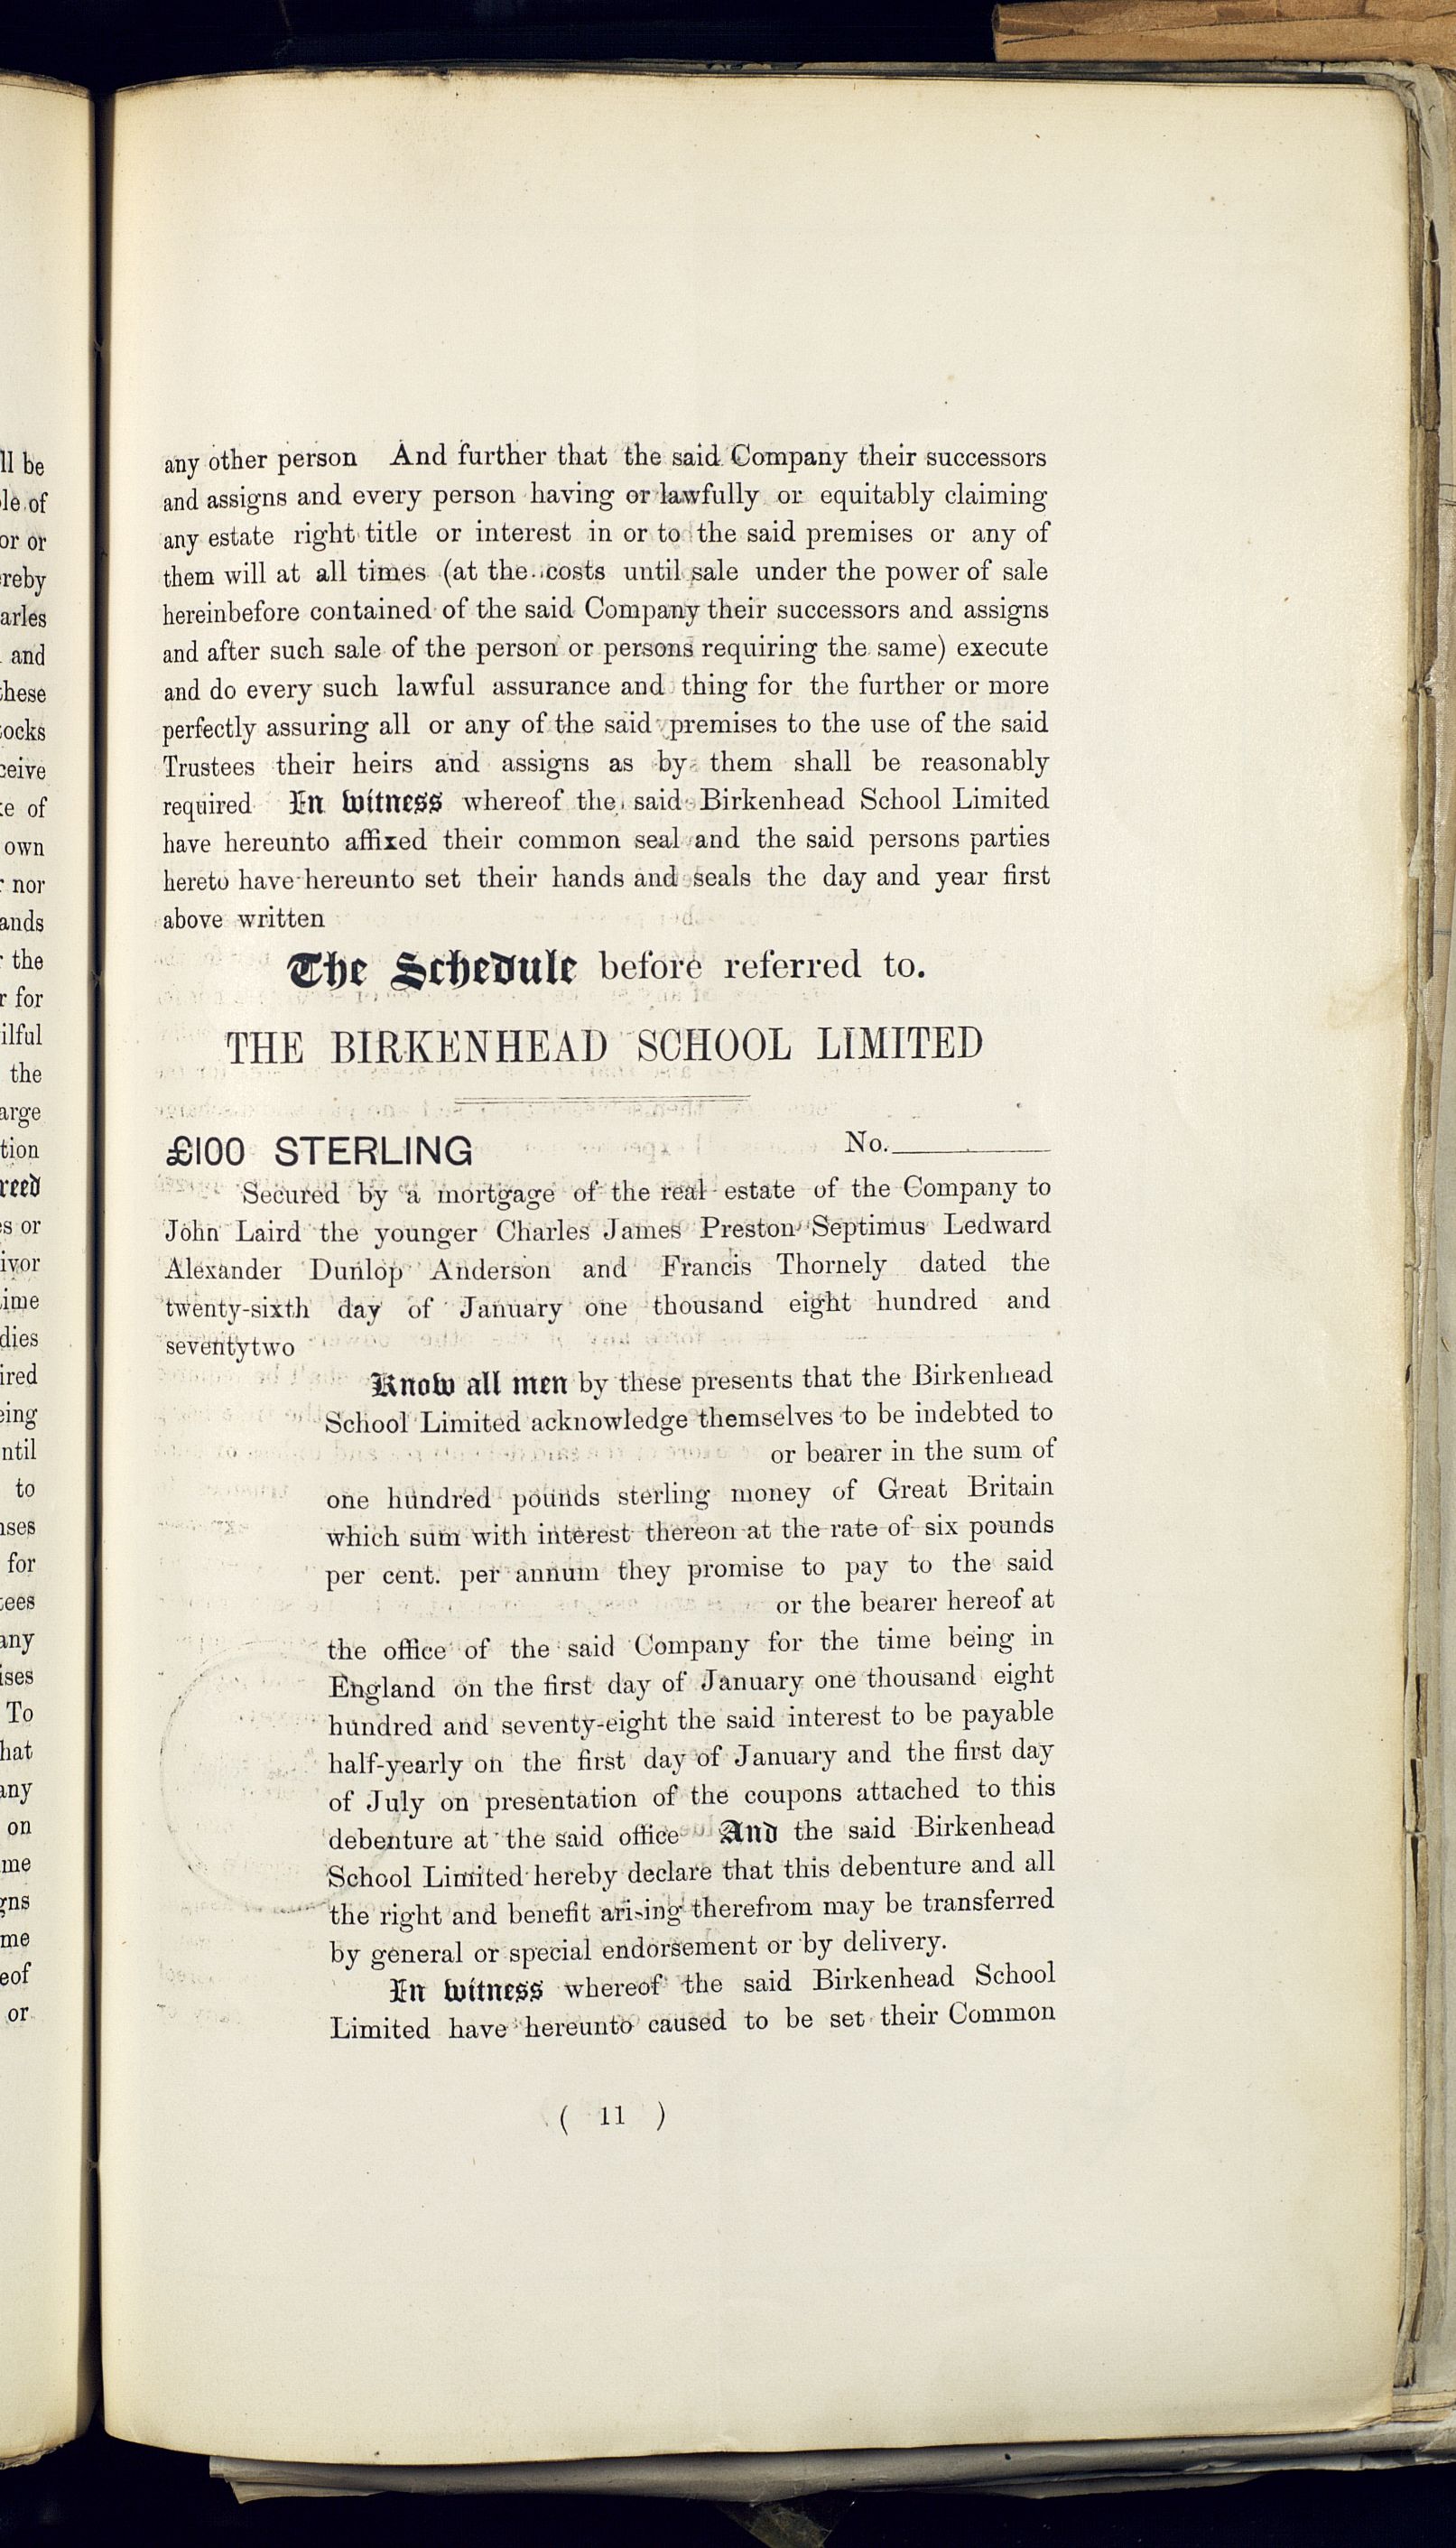 any other person And further that the said Company their successors
and assigns and every person having or lawfully or equitably claiming
any estate right title or interest in or to the said premises or any of
them will at all times (at the costs until sale under the power of sale
hereinbefore contained of the said Company their successors and assigns
and after such sale of the person or persons requiring the same) execute
and do every such lawful assurance and thing for the further or more
perfectly assuring all or any of the said premises to the use of the said
Trustees their heirs and assigns as by them shall be reasonably
required In witness whereof the said Birkenhead School Limited
have hereunto affixed their common seal and the said persons parties
hereto have hereunto set their hands and seals the day and year first
above written
The Schedule before referred to.
THE BIRKENHEAD SCHOOL LIMITED
£100 STERLING No.
Secured by a mortgage of the real estate of the Company to
John Laird the younger Charles James Preston Septimus Ledward
Alexander Dunlop Anderson and Francis Thornely dated the
twenty-sixth day of January one thousand eight hundred and
seventytwo
Know all men by these presents that the Birkenhead
School Limited acknowledge themselves to be indebted to
or bearer in the sum of
one hundred pounds sterling money of Great Britain
which sum with interest thereon at the rate of six pounds
per cent. per annum they promise to pay to the said
or the bearer hereof at
the office of the said Company for the time being in
England on the first day of January one thousand eight
hundred and seventy-eight the said interest to be payable
half-yearly on the first day of January and the first day
of July on presentation of the coupons attached to this
debenture at the said office And the said Birkenhead
School Limited hereby declare that this debenture and all
the right and benefit arising therefrom may be transferred
by general or special endorsement or by delivery.
In witness whereof the said Birkenhead School
Limited have hereunto caused to be set their Common
( 11 )